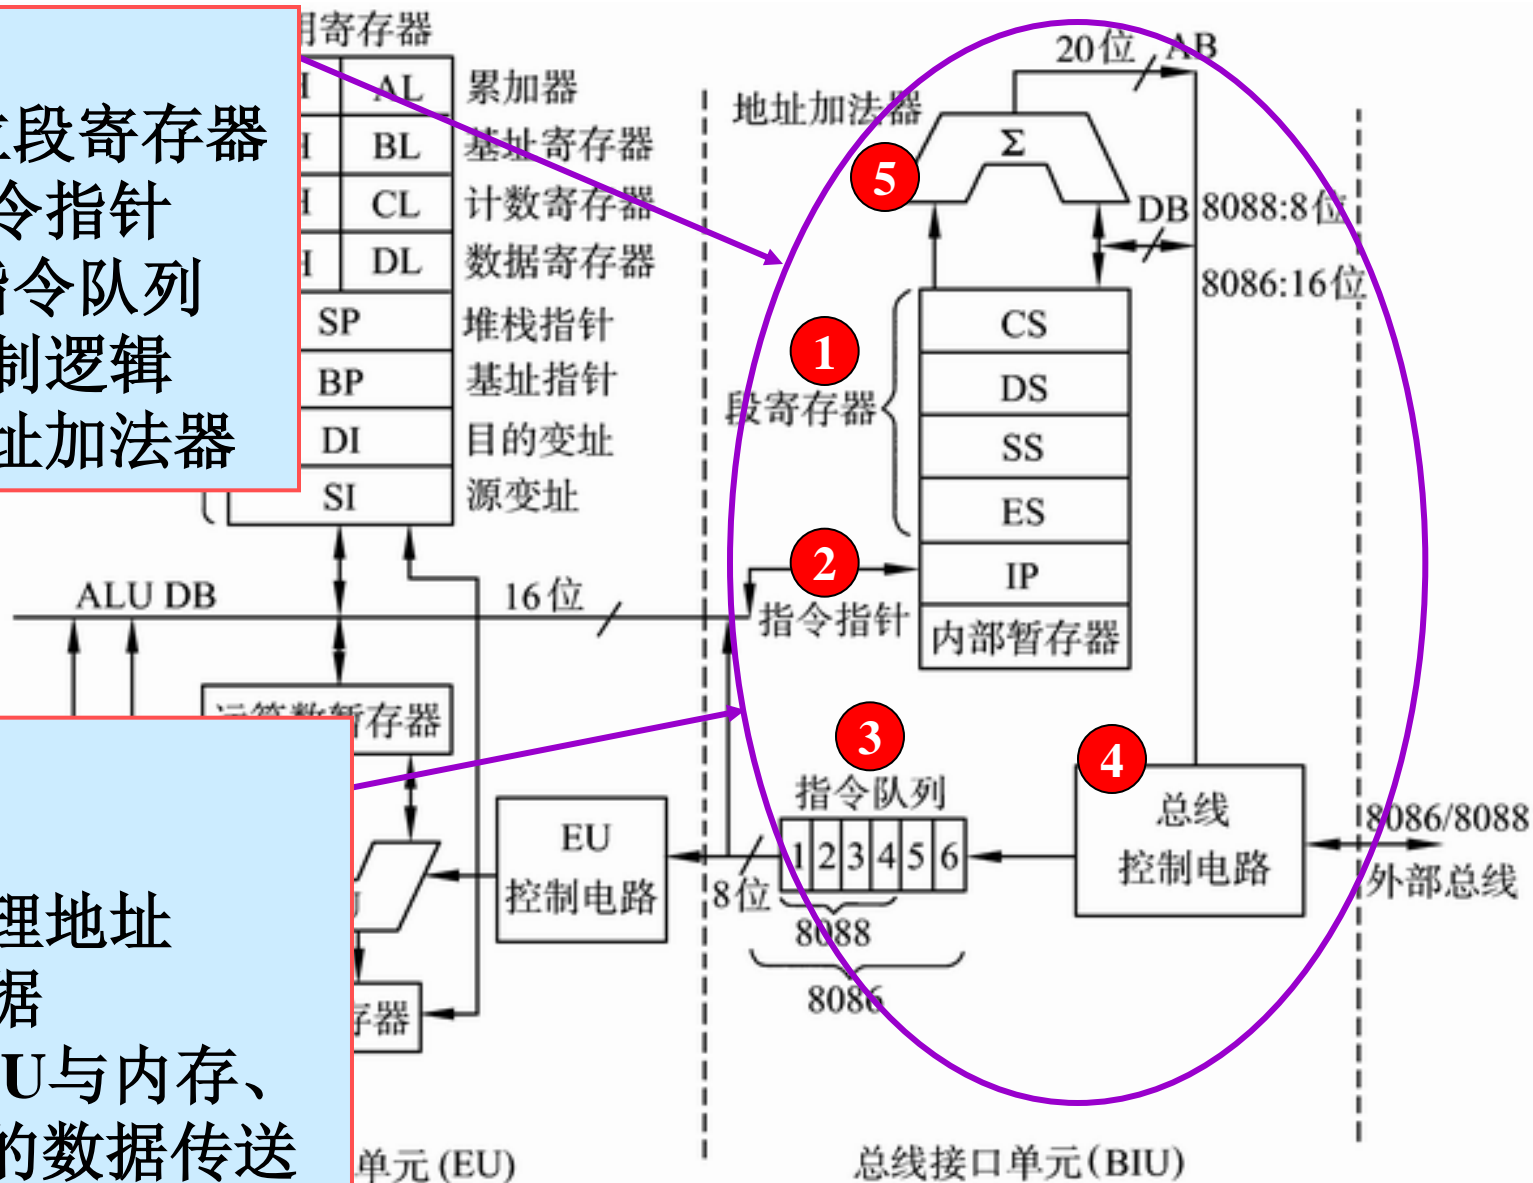 段寄存器
令指针
指令队列
制逻辑
址加法器
寄存器
AL
累加器
BL
基址寄存器
CL
计数寄存器
DL
数据寄存器
SP
堆栈指针
BP
基址指针
DI
目的变址
SI
源变址
ALU DB
16位
运算数暂存器
EU
控制电路
存器
单元(EU)
理地址
据
U与内存、
的数据传送
20位
AB
地址加法器
Σ
5
DB
8088:8位
8086:16位
1
段寄存器
CS
DS
SS
ES
2
IP
指令指针
内部暂存器
3
指令队列
1 2 3 4 5 6
8位
8088
8086
4
总线
控制电路
8086/8088
外部总线
总线接口单元(BIU)